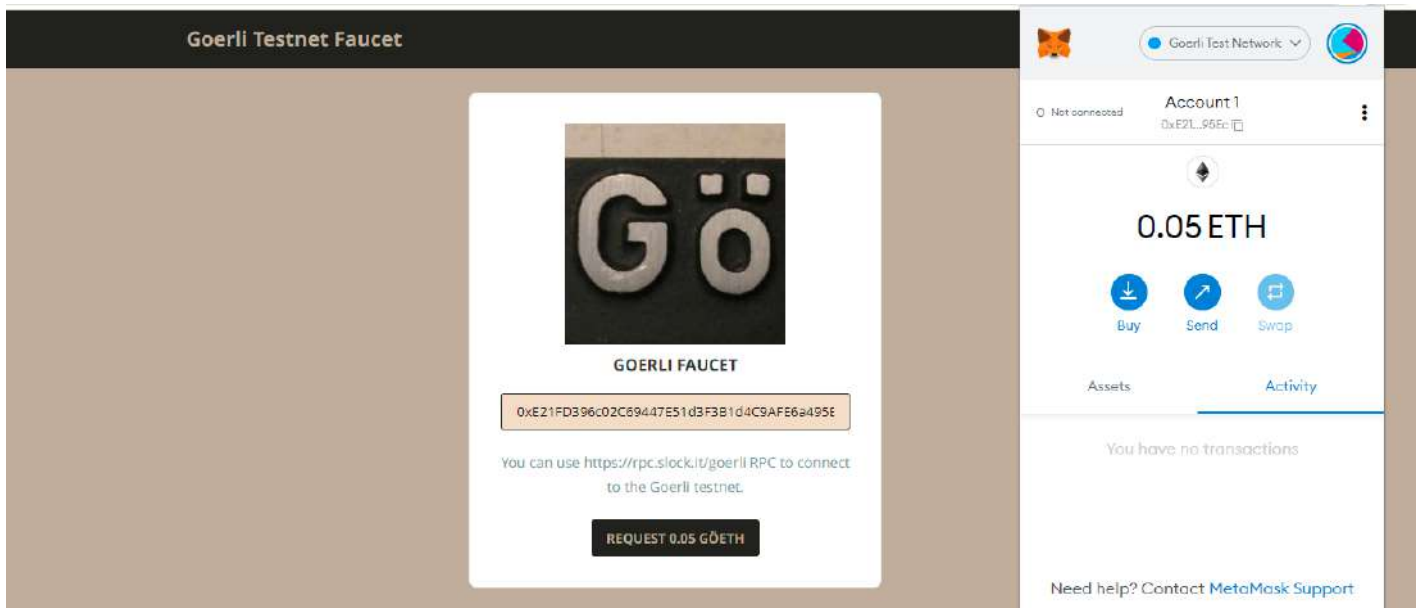 Goerli Testnet Faucet
Gö
GOERLI FAUCET
0xE21FD396c02C69447E51d3F3B1d4C9AFE6a495E
You can use https://rpc.slock.it/goerli RPC to connect
to the Goerli testnet.
REQUEST 0.05 GÖETH
Goerli Test Network
Not connected
Account 1
0xE21...95Ec
0.05 ETH
Buy
Send
Swap
Assets
Activity
You have no transactions
Need help? Contact MetaMask Support